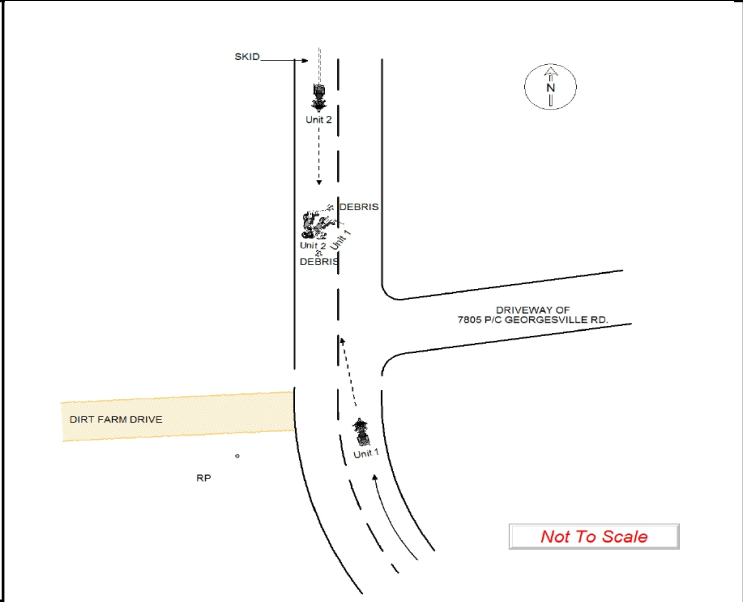 SKID
N
Unit 2
DEBRIS
Unit 1
Unit 2
DEBRIS
DRIVEWAY OF
7805 P/C GEORGESVILLE RD.
DIRT FARM DRIVE
Unit 1
RP
Not To Scale